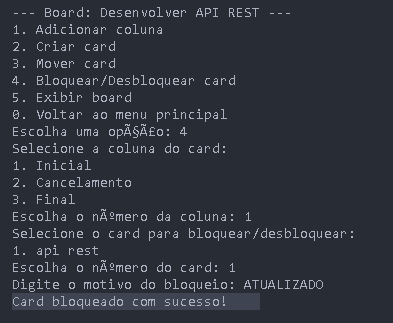 --- Board: Desenvolver API REST ---
1. Adicionar coluna
2. Criar card
3. Mover card
4. Bloquear/Desbloquear card
5. Exibir board
0. Voltar ao menu principal
Escolha uma opÃ§Ã£o: 4
Selecione a coluna do card:
1. Inicial
2. Cancelamento
3. Final
Escolha o nÃºmero da coluna: 1
Selecione o card para bloquear/desbloquear:
1. api rest
Escolha o nÃºmero do card: 1
Digite o motivo do bloqueio: ATUALIZADO
Card bloqueado com sucesso!